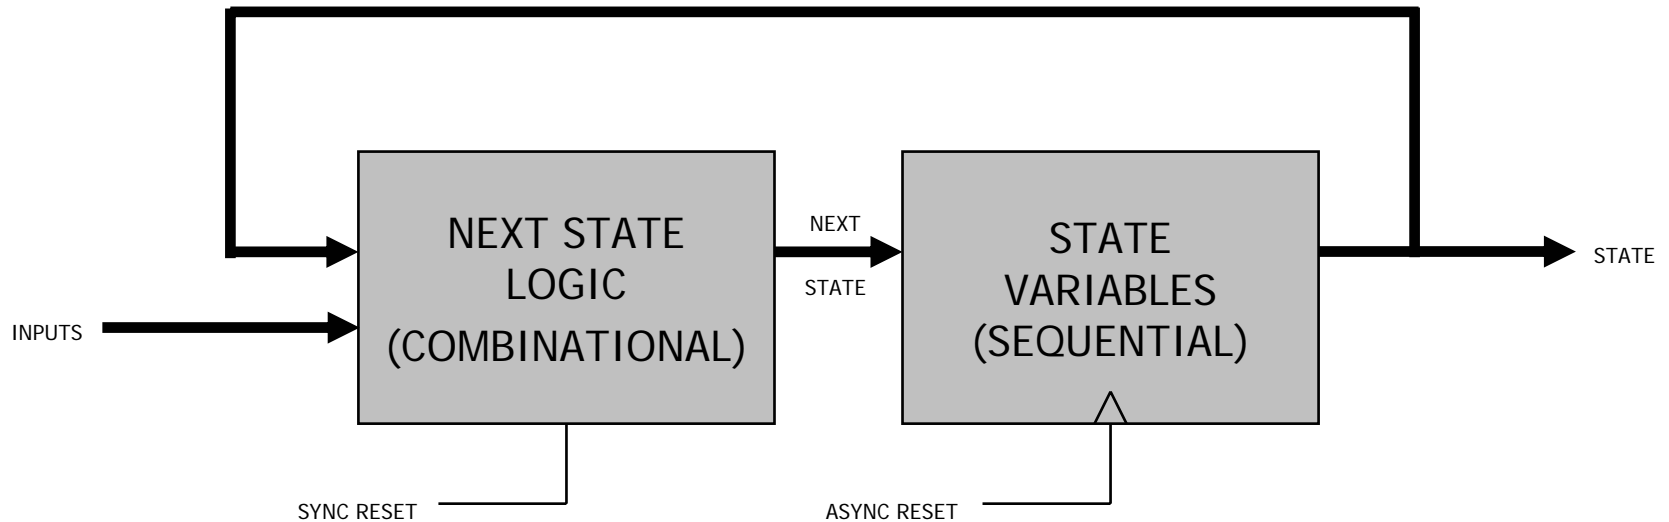 NEXT STATE
LOGIC
(COMBINATIONAL)
NEXT
STATE
STATE
VARIABLES
(SEQUENTIAL)
STATE
INPUTS
SYNC RESET
ASYNC RESET